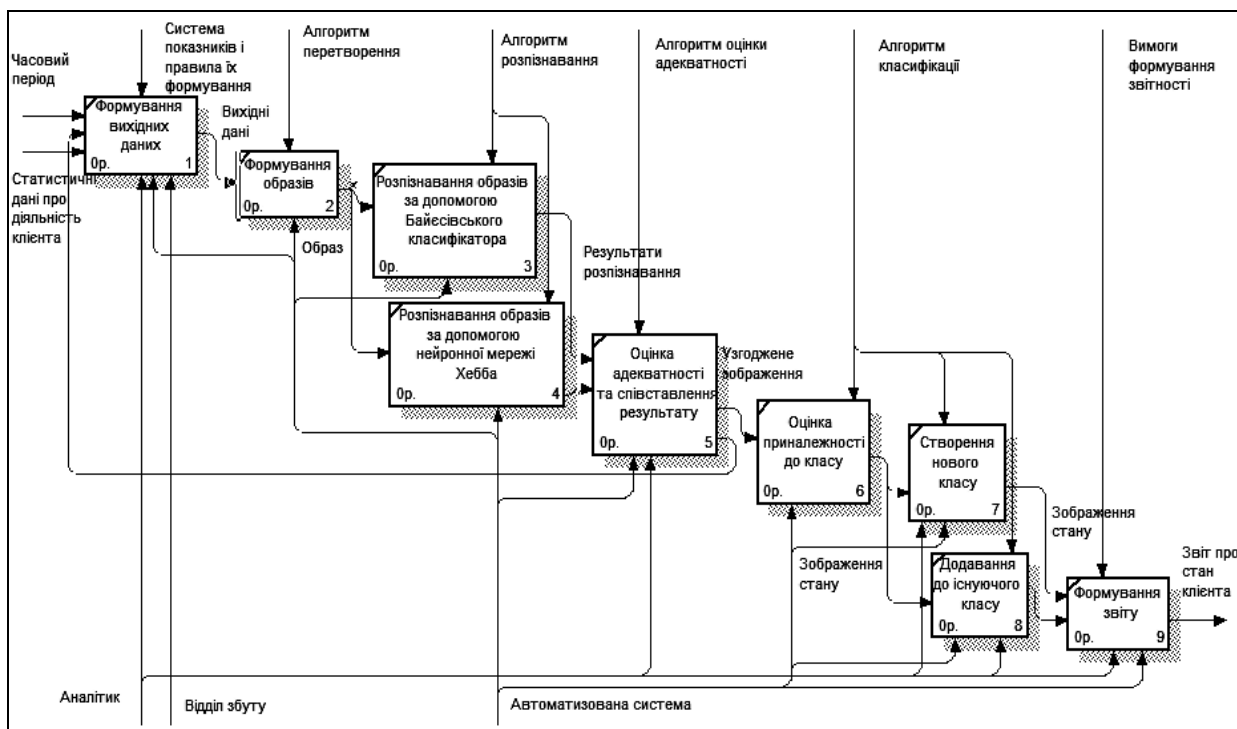 Часовий
період
Система
показників і
правила їх
формування
Алгоритм
перетворення
Алгоритм
розпізнавання
Алгоритм оцінки
адекватності
Алгоритм
класифікації
Вимоги
формування
звітності
Формування
вихідних
даних
0р. 1
Вихідні
дані
Статистичні
дані про
діяльність
клієнта
Формування
образів
0р. 2
Образ
Розпізнавання образів
за допомогою
Байєсівського
класифікатора
0р. 3
Результати
розпізнавання
Розпізнавання образів
за допомогою
нейронної мережі
Хебба
0р. 4
Оцінка
адекватності
та співставлення
результату
0р. 5
Узгоджене
зображення
Оцінка
приналежності
до класу
0р. 6
Створення
нового
класу
0р. 7
Зображення
стану
Зображення
стану
Додавання
до існуючого
класу
0р. 8
Формування
звіту
0р. 9
Звіт про
стан
клієнта
Аналітик
Відділ збуту
Автоматизована система